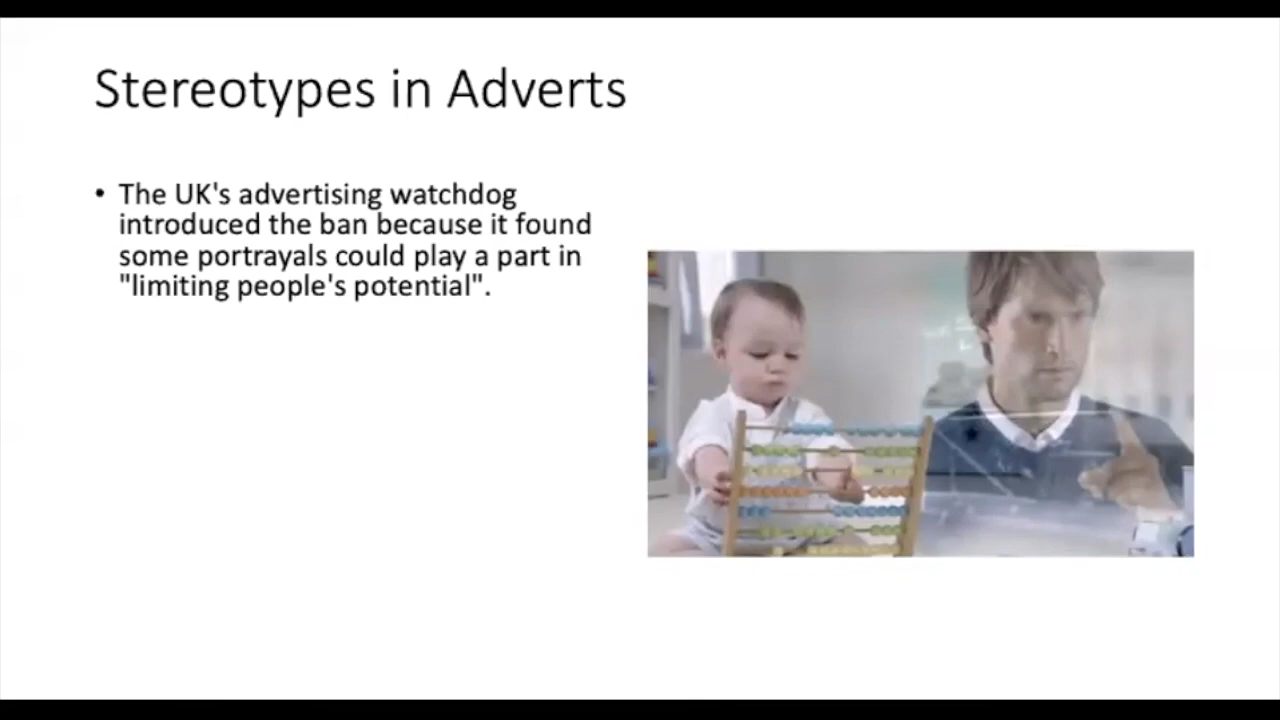 Stereotypes in Adverts
• The UK's advertising watchdog
introduced the ban because it found
some portrayals could play a part in
"limiting people's potential".